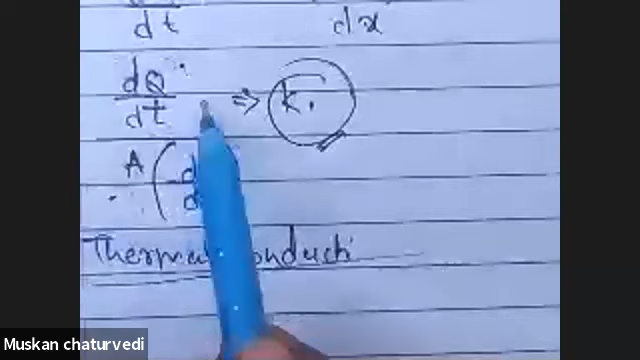 dt dx
dQ
dt ⇒ K.
A ( d
d
Thermal Conducti
Muskan chaturvedi